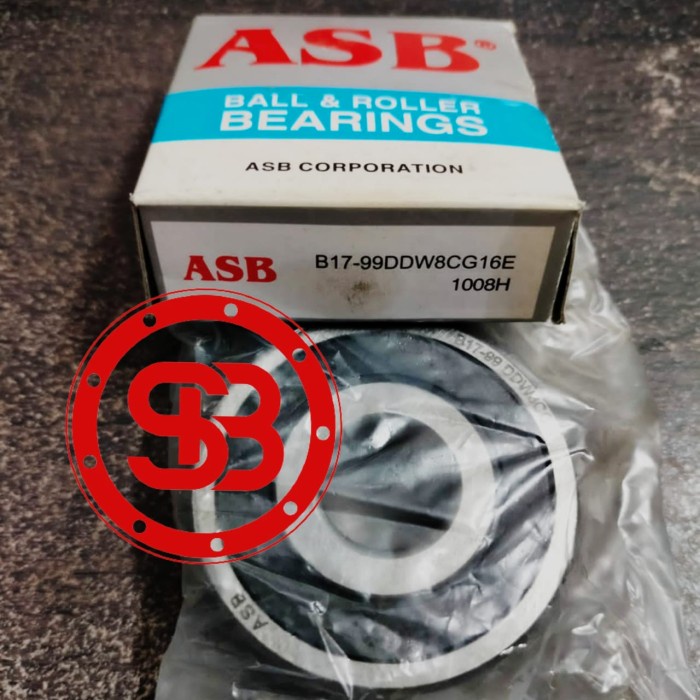 ASB®
BALL & ROLLER
BEARINGS
ASB CORPORATION
ASB B17-99DDW8CG16E
1008H
B17-99 DDW
SB
ASB